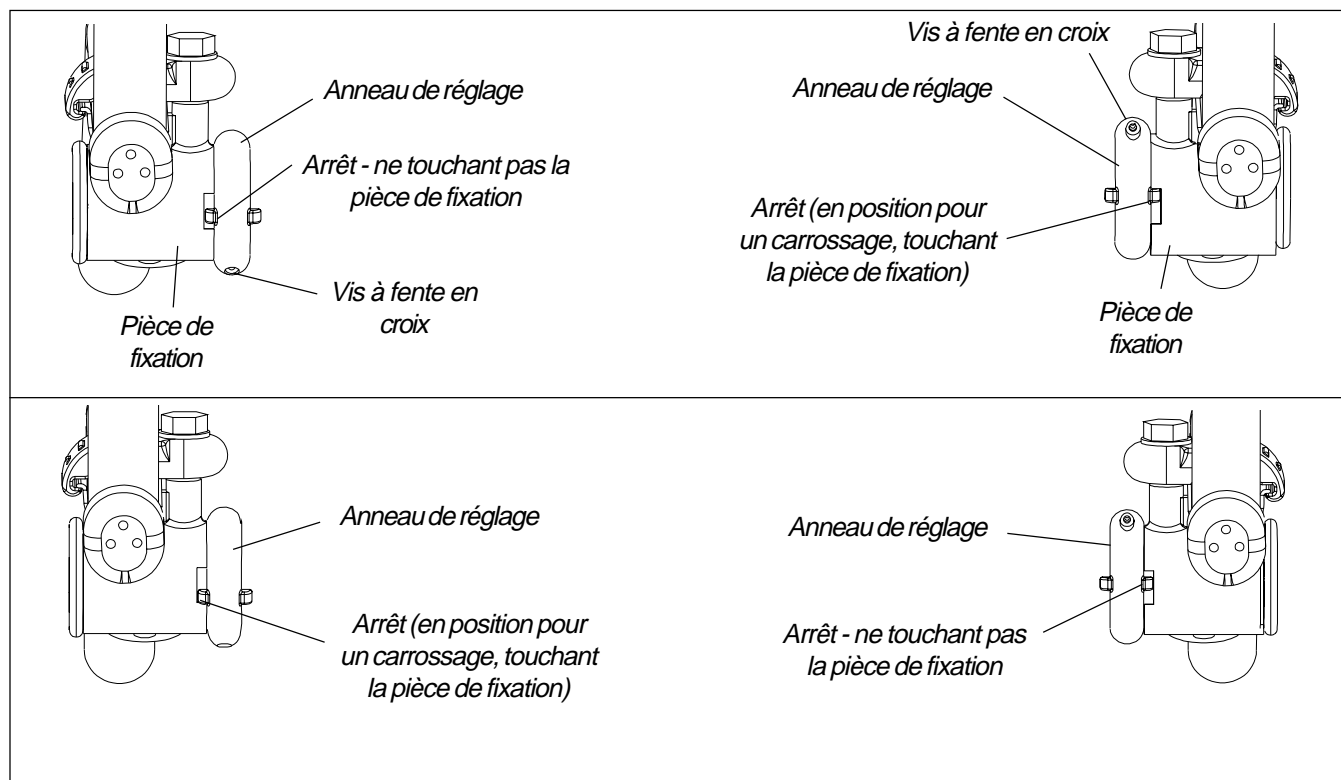 Anneau de réglage
Arrêt - ne touchant pas la
pièce de fixation
Vis à fente en
croix
Pièce de
fixation
Vis à fente en croix
Anneau de réglage
Arrêt (en position pour
un carrossage, touchant
la pièce de fixation)
Pièce de
fixation
Anneau de réglage
Arrêt (en position pour
un carrossage, touchant
la pièce de fixation)
Anneau de réglage
Arrêt - ne touchant pas
la pièce de fixation